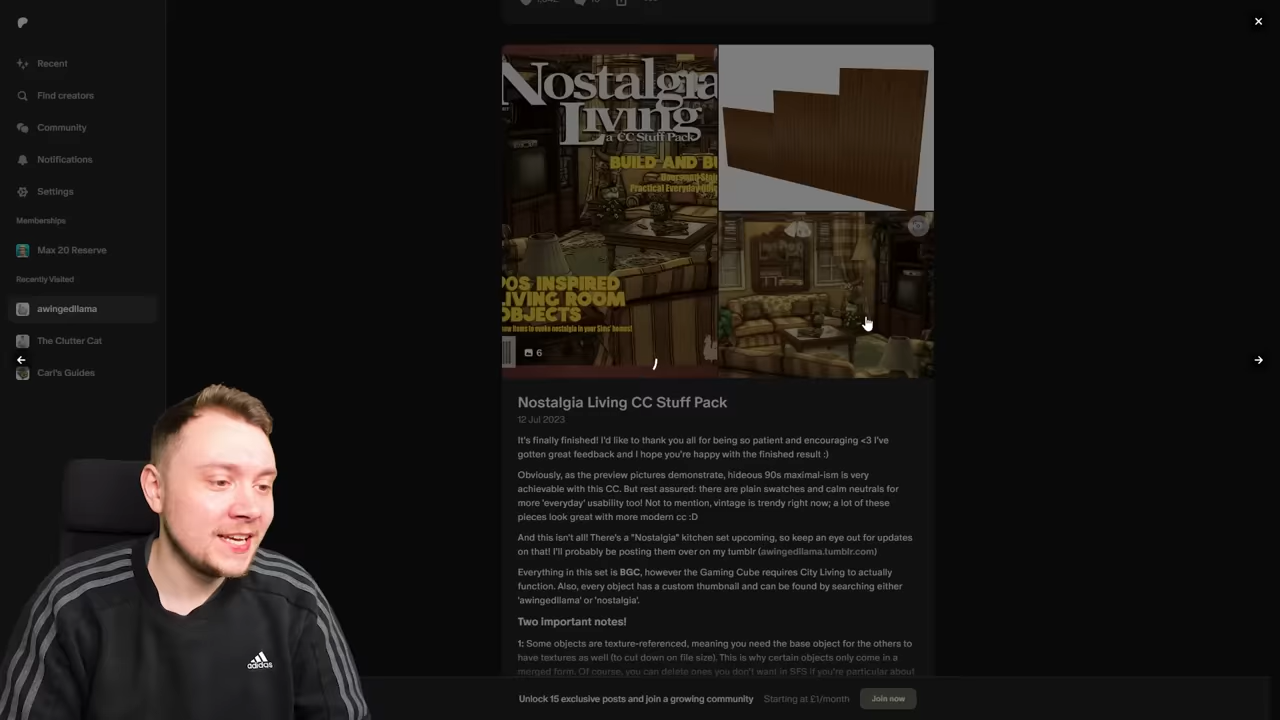 Recent
Find creators
Community
Notifications
Settings
Memberships
Max 20 Reserve
Recently Visited
awingedllama
The Clutter Cat
Carl's Guides
Nostalgia
Living
a CC Stuff Pack
BUILD AND BU
Practical Everyday
90S INSPIRED
LIVING ROOM
OBJECTS
new items to evoke nostalgia in your Sims' homes!
6
Nostalgia Living CC Stuff Pack
12 Jul 2023
It's finally finished! I'd like to thank you all for being so patient and encouraging <3 I've
gotten great feedback and I hope you're happy with the finished result :)
Obviously, as the preview pictures demonstrate, hideous 90s maximal-ism is very
achievable with this CC. But rest assured: there are plain swatches and calm neutrals for
more 'everyday' usability too! Not to mention, vintage is trendy right now; a lot of these
pieces look great with more modern cc :D
And this isn't all! There's a "Nostalgia" kitchen set upcoming, so keep an eye out for updates
on that! I'll probably be posting them over on my tumblr (awingedllama.tumblr.com)
Everything in this set is BGC, however the Gaming Cube requires City Living to actually
function. Also, every object has a custom thumbnail and can be found by searching either
'awingedllama' or 'nostalgia'.
Two important notes!
1: Some objects are texture-referenced, meaning you need the base object for the others to
have textures as well (to cut down on file size). This is why certain objects only come in a
merged form. Of course, you can delete ones you don't want in SFS if you're particular about
Unlock 15 exclusive posts and join a growing community
Starting at £1/month
Join now
adidas